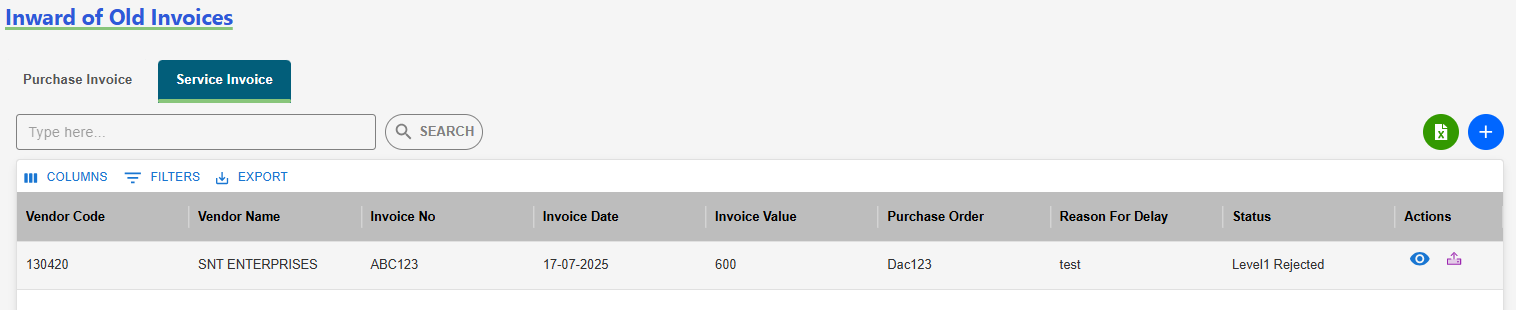 Inward of Old Invoices
Purchase Invoice Service Invoice
Type here... SEARCH
COLUMNS FILTERS EXPORT
Vendor Code Vendor Name Invoice No Invoice Date Invoice Value Purchase Order Reason For Delay Status Actions
130420 SNT ENTERPRISES ABC123 17-07-2025 600 Dac123 test Level1 Rejected